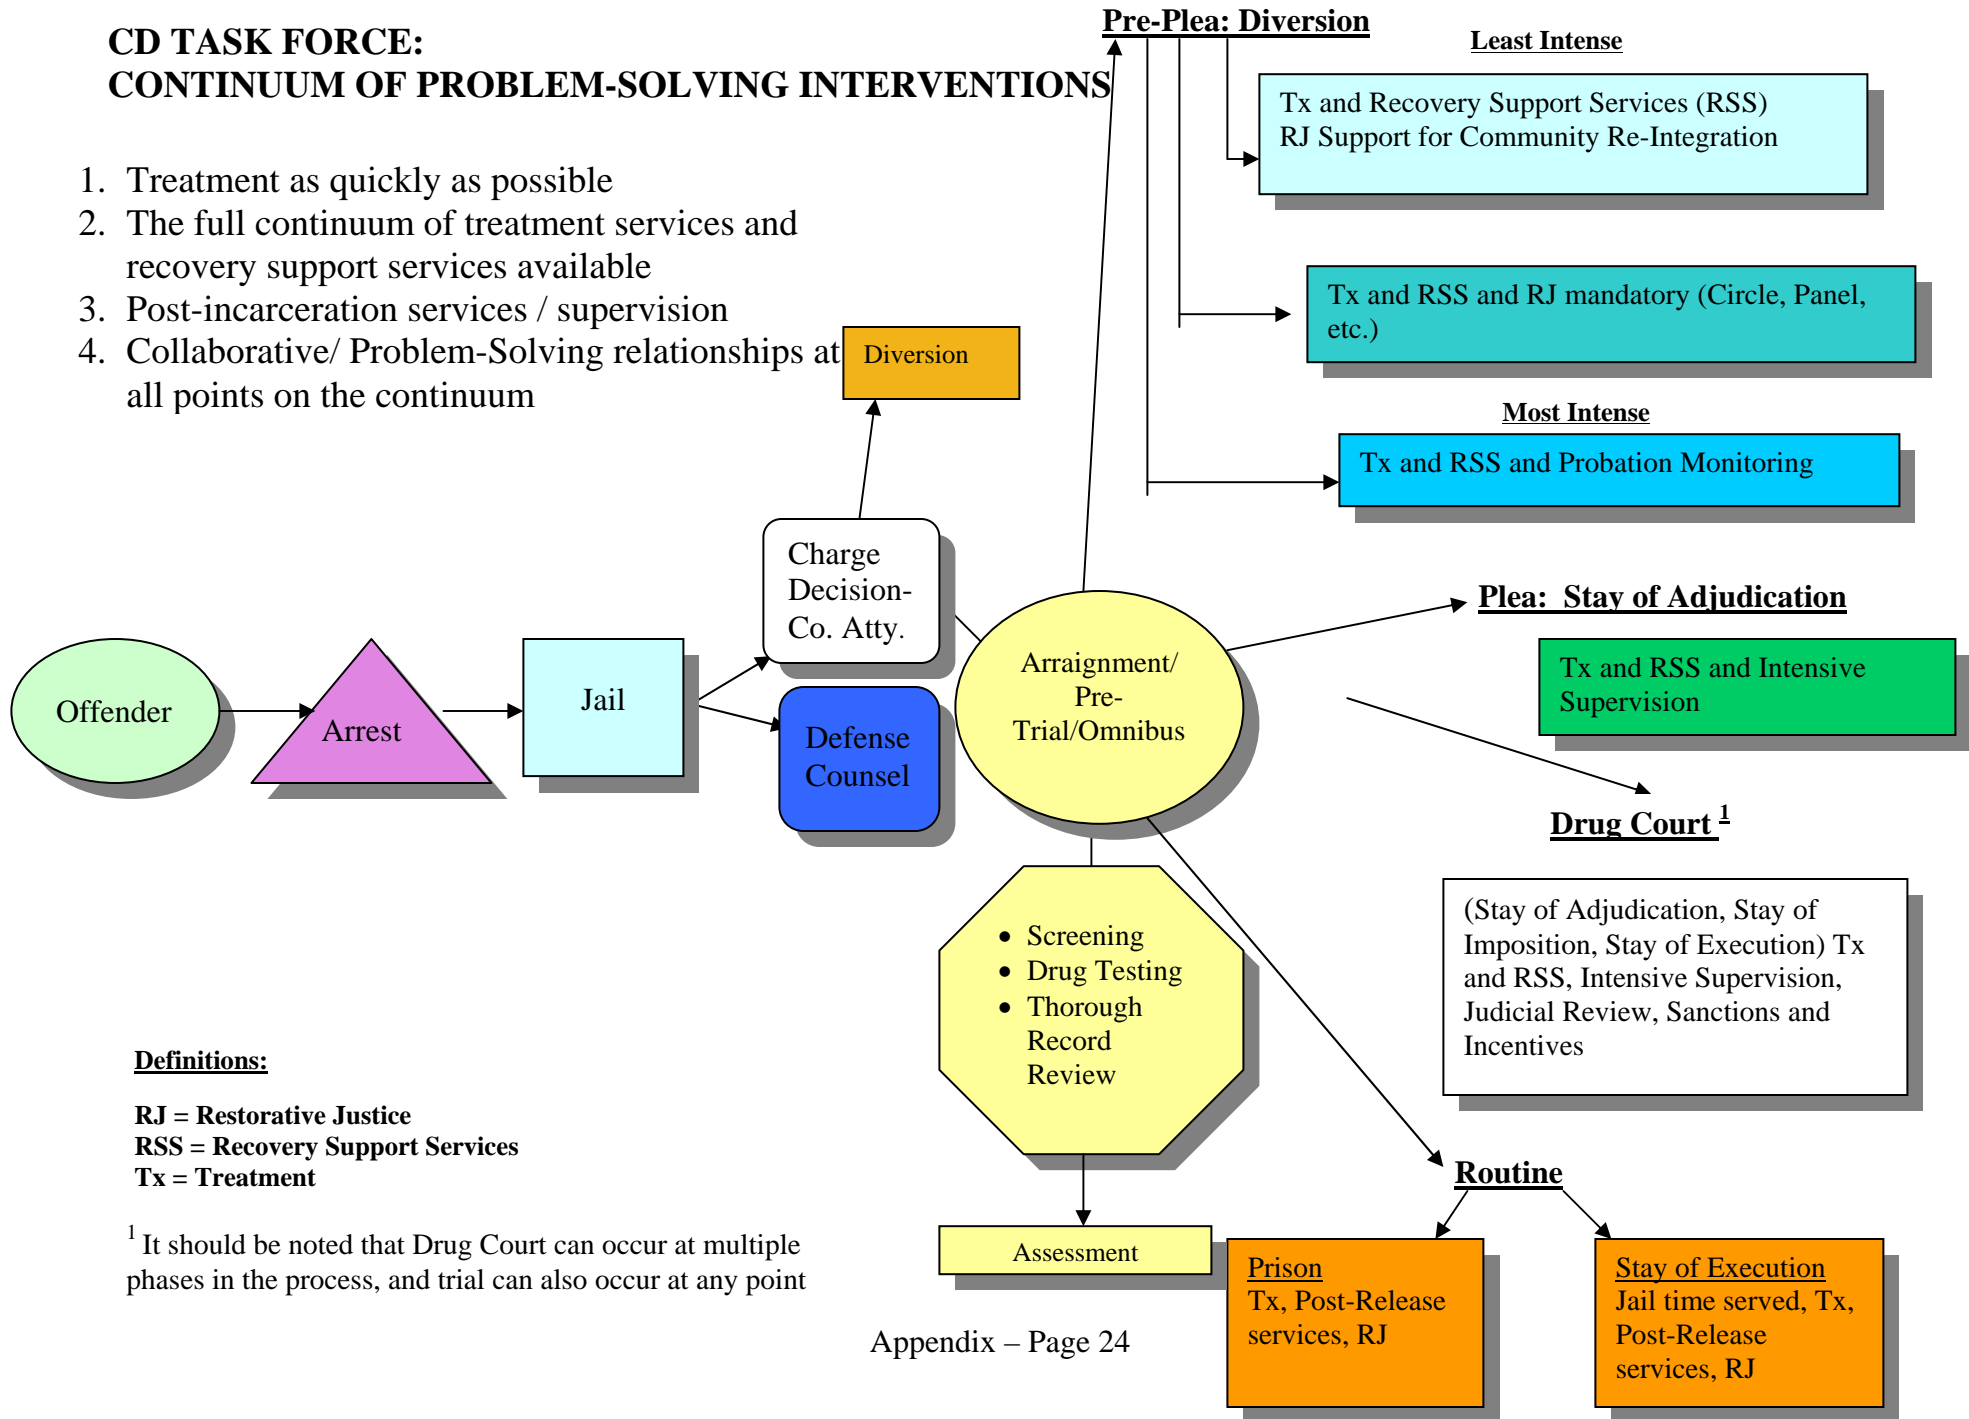 CD TASK FORCE:
CONTINUUM OF PROBLEM-SOLVING INTERVENTIONS
1. Treatment as quickly as possible
2. The full continuum of treatment services and
recovery support services available
3. Post-incarceration services / supervision
4. Collaborative/ Problem-Solving relationships at
all points on the continuum
Pre-Plea: Diversion
Least Intense
Tx and Recovery Support Services (RSS)
RJ Support for Community Re-Integration
Tx and RSS and RJ mandatory (Circle, Panel,
etc.)
Most Intense
Tx and RSS and Probation Monitoring
Diversion
Charge
Decision-
Co. Atty.
Offender
Arrest
Jail
Defense
Counsel
Arraignment/
Pre-
Trial/Omnibus
Plea:  Stay of Adjudication
Tx and RSS and Intensive
Supervision
Drug Court 1
(Stay of Adjudication, Stay of
Imposition, Stay of Execution) Tx
and RSS, Intensive Supervision,
Judicial Review, Sanctions and
Incentives
• Screening
• Drug Testing
• Thorough
Record
Review
Assessment
Routine
Prison
Tx, Post-Release
services, RJ
Stay of Execution
Jail time served, Tx,
Post-Release
services, RJ
Definitions:
RJ = Restorative Justice
RSS = Recovery Support Services
Tx = Treatment
1 It should be noted that Drug Court can occur at multiple
phases in the process, and trial can also occur at any point
Appendix – Page 24